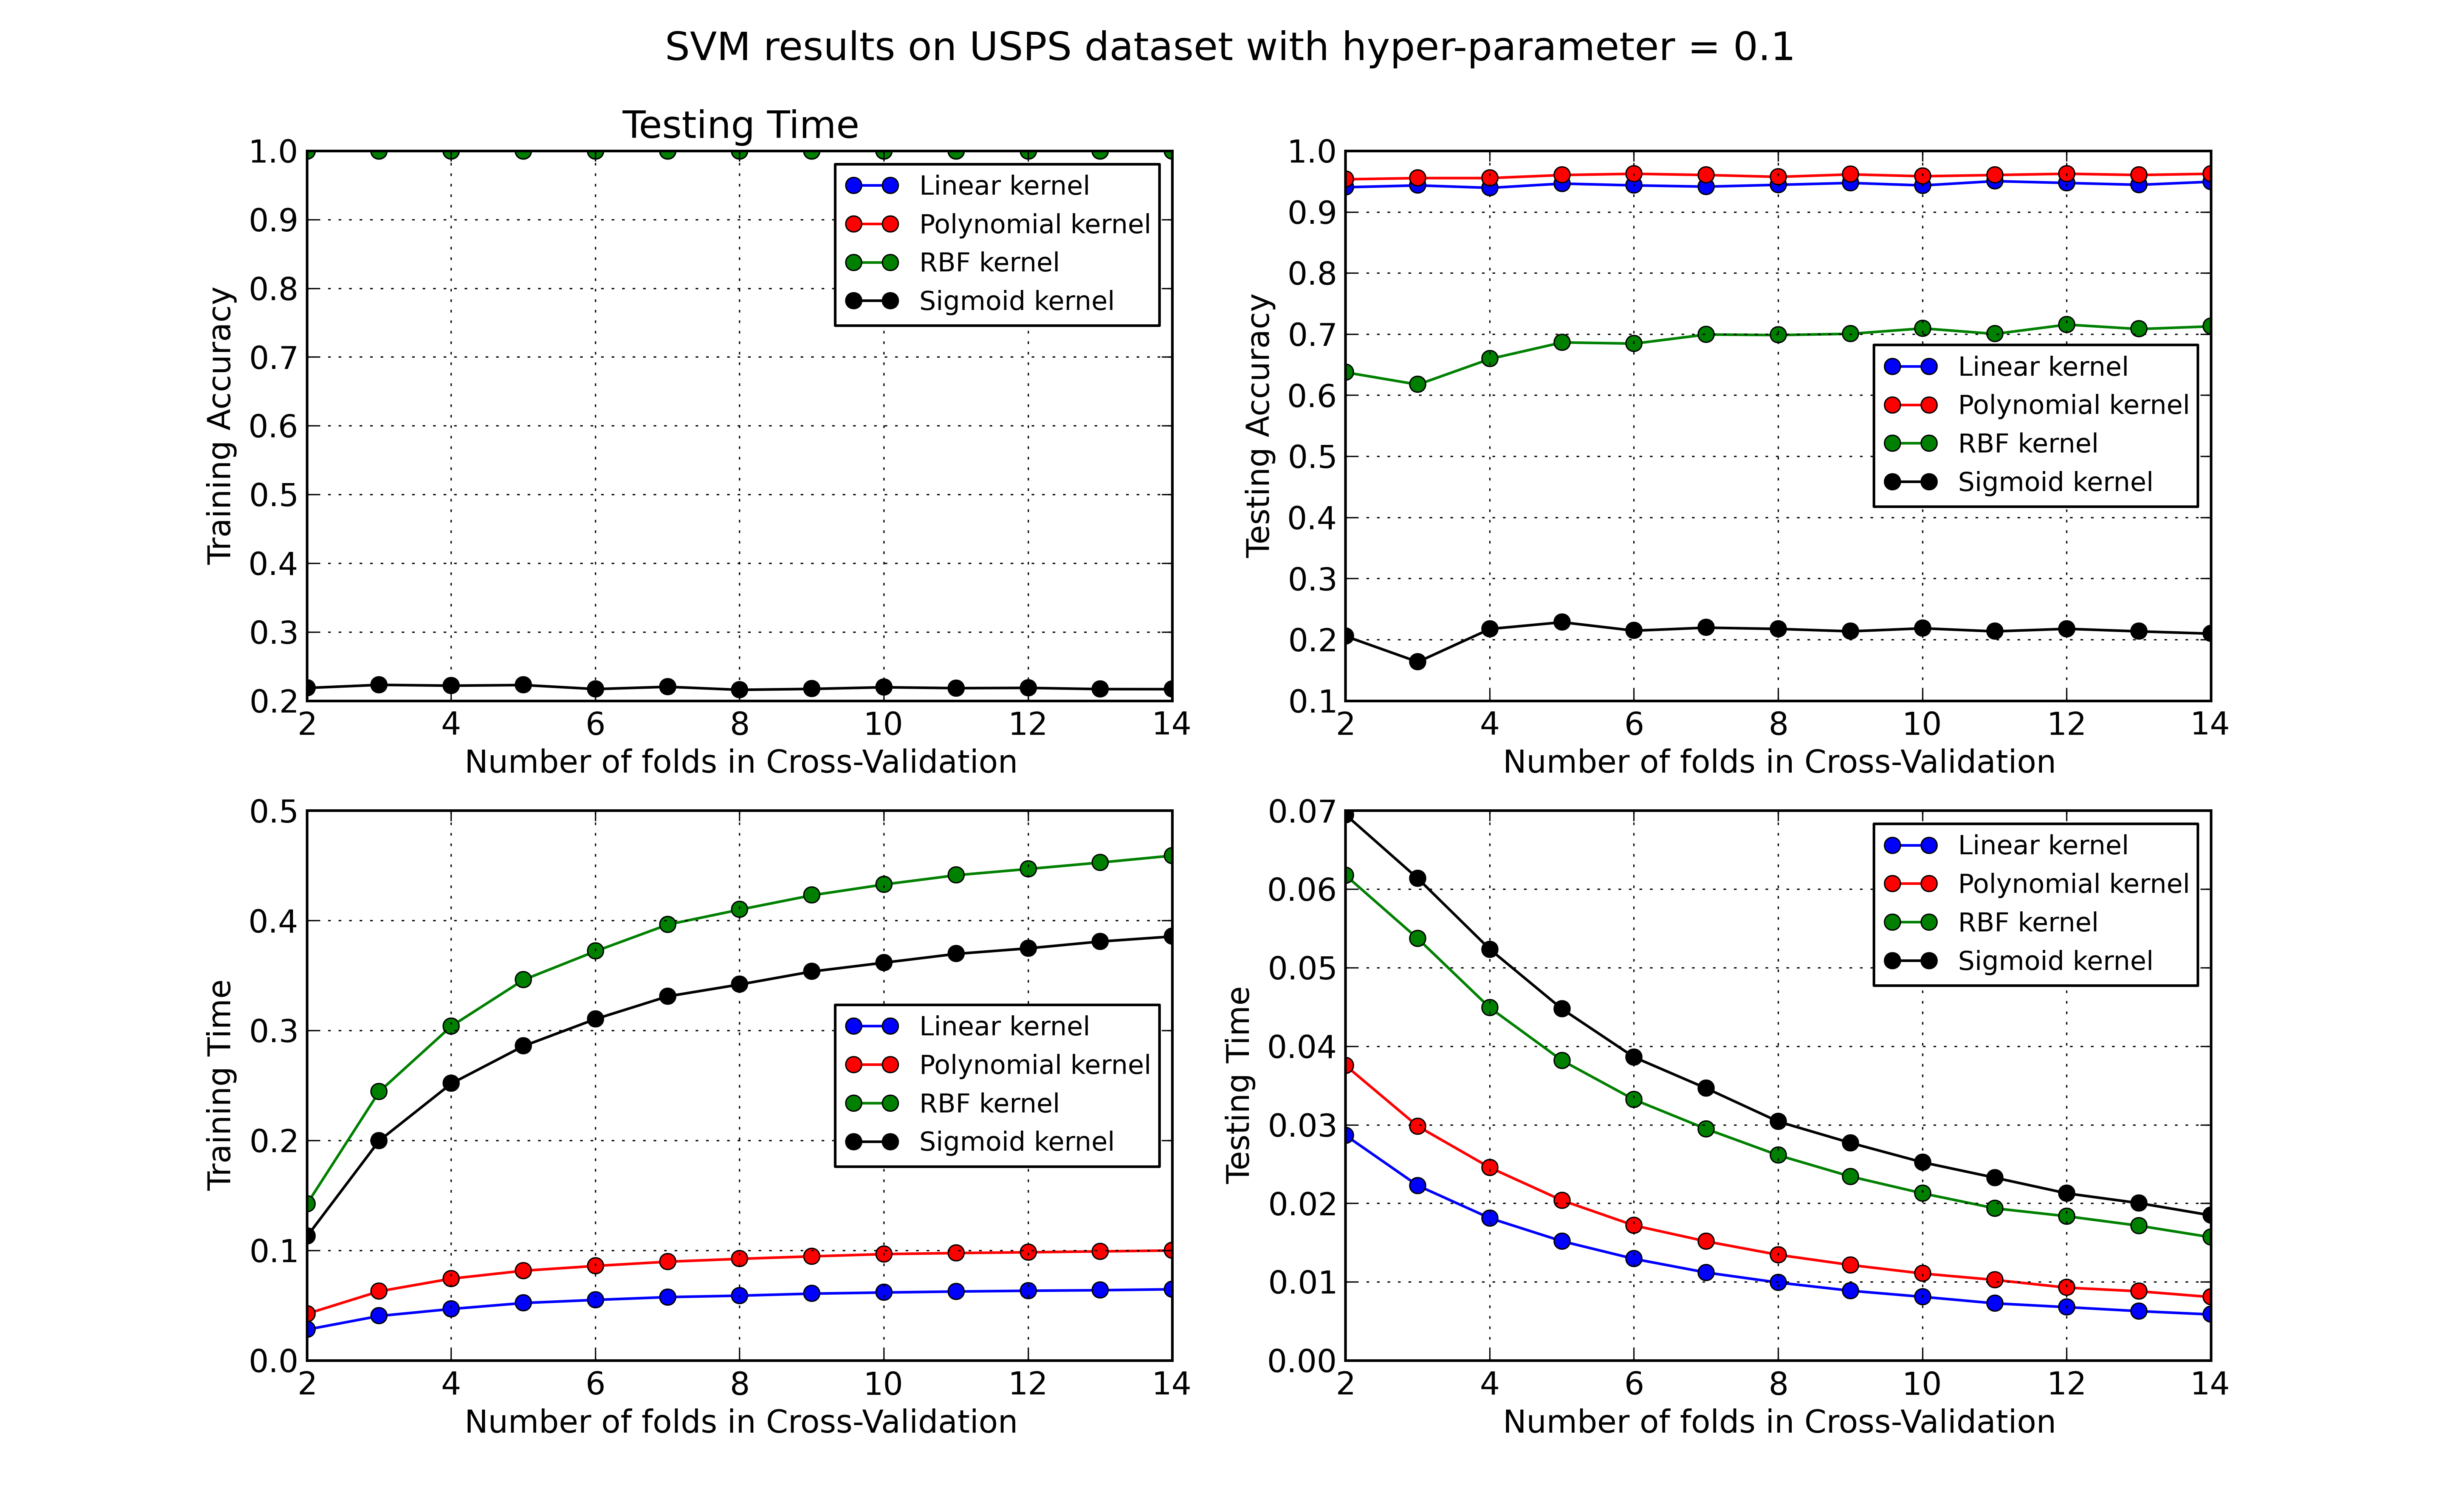 SVM results on USPS dataset with hyper-parameter = 0.1
Testing Time
1.0
0.9
0.8
0.7
0.6
0.5
0.4
0.3
0.2
Training Accuracy
Linear kernel
Polynomial kernel
RBF kernel
Sigmoid kernel
2 4 6 8 10 12 14
Number of folds in Cross-Validation
1.0
0.9
0.8
0.7
0.6
0.5
0.4
0.3
0.2
0.1
Testing Accuracy
Linear kernel
Polynomial kernel
RBF kernel
Sigmoid kernel
2 4 6 8 10 12 14
Number of folds in Cross-Validation
0.5
0.4
0.3
0.2
0.1
0.0
Training Time
Linear kernel
Polynomial kernel
RBF kernel
Sigmoid kernel
2 4 6 8 10 12 14
Number of folds in Cross-Validation
0.07
0.06
0.05
0.04
0.03
0.02
0.01
0.00
Testing Time
Linear kernel
Polynomial kernel
RBF kernel
Sigmoid kernel
2 4 6 8 10 12 14
Number of folds in Cross-Validation